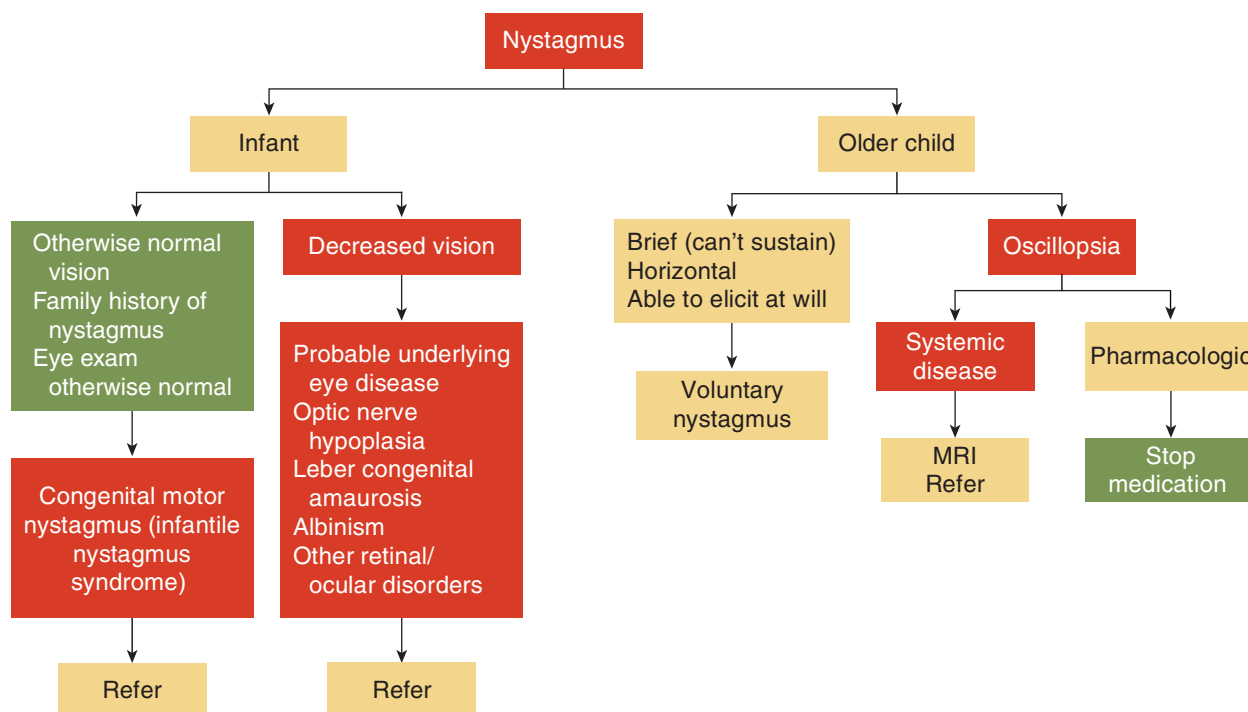 Nystagmus
Infant
Older child
Otherwise normal
vision
Family history of
nystagmus
Eye exam
otherwise normal
Decreased vision
Brief (can't sustain)
Horizontal
Able to elicit at will
Oscillopsia
Probable underlying
eye disease
Optic nerve
hypoplasia
Leber congenital
amaurosis
Albinism
Other retinal/
ocular disorders
Systemic
disease
Pharmacologic
Voluntary
nystagmus
Congenital motor
nystagmus (infantile
nystagmus
syndrome)
MRI
Refer
Stop
medication
Refer
Refer